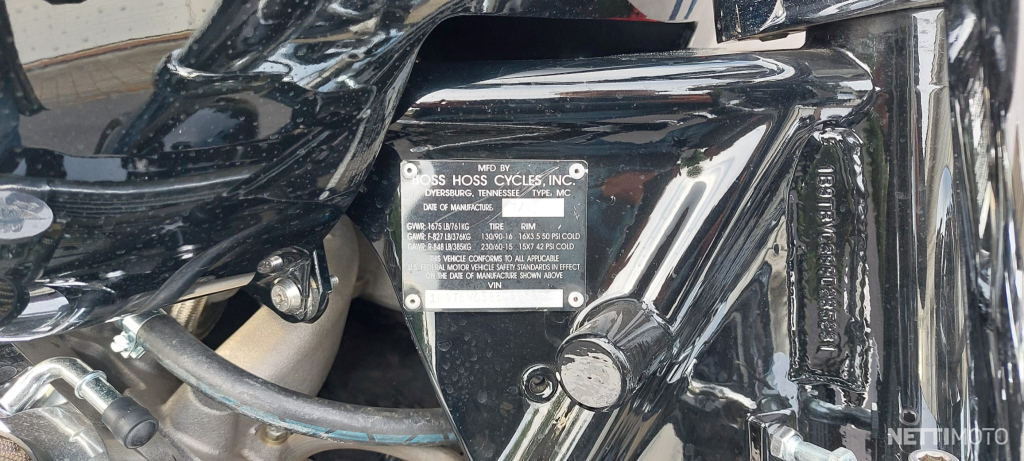 MFD BY
BOSS HOSS CYCLES, INC.
DYERSBURG, TENNESSEE TYPE: MC
DATE OF MANUFACTURE:
GVWR: 1675 LB/761KG TIRE RIM
GAWR: F-827 LB/376KG 130/90-16 16X3.5 50 PSI COLD
GAWR: R-848 LB/385KG 230/60-15 15X7 42 PSI COLD
THIS VEHICLE CONFORMS TO ALL APPLICABLE
U.S. FEDERAL MOTOR VEHICLE SAFETY STANDARDS IN EFFECT
ON THE DATE OF MANUFACTURE SHOWN ABOVE
VIN
NETTIMOTO